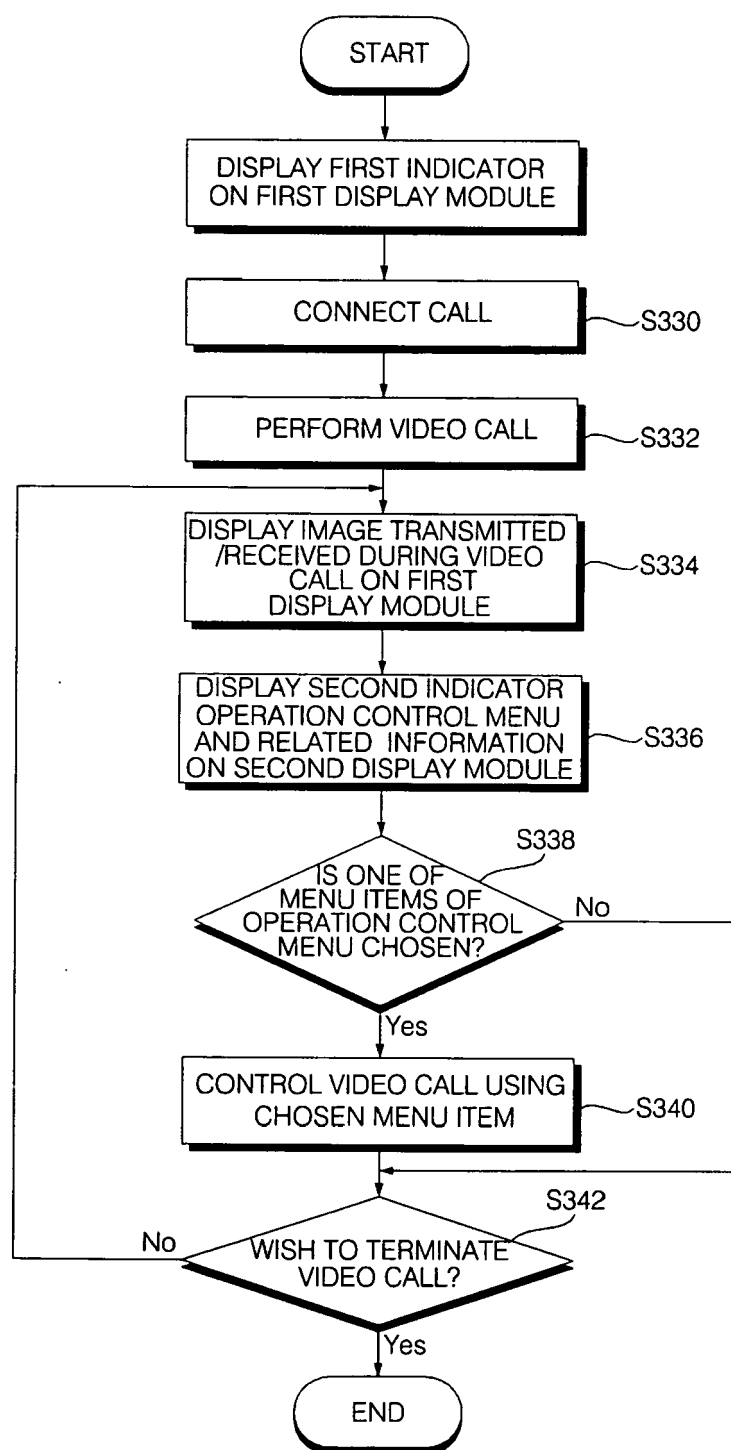 START
DISPLAY FIRST INDICATOR
ON FIRST DISPLAY MODULE
CONNECT CALL
S330
PERFORM VIDEO CALL
S332
DISPLAY IMAGE TRANSMITTED
/RECEIVED DURING VIDEO
CALL ON FIRST
DISPLAY MODULE
S334
DISPLAY SECOND INDICATOR
OPERATION CONTROL MENU
AND RELATED INFORMATION
ON SECOND DISPLAY MODULE
S336
S338
IS ONE OF
MENU ITEMS OF
OPERATION CONTROL
MENU CHOSEN?
No
Yes
CONTROL VIDEO CALL USING
CHOSEN MENU ITEM
S340
S342
No
WISH TO TERMINATE
VIDEO CALL?
Yes
END